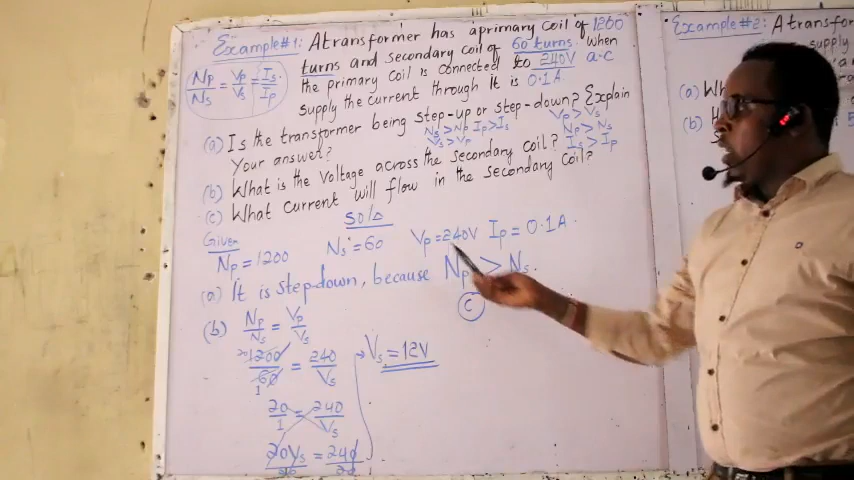 Example #1: A transformer has a primary coil of 1200
turns and secondary coil of 60 turns. When
the primary coil is connected to 240V a.c
supply the current through it is 0.1A
Np/Ns = Vp/Vs = Is/Ip
(a) Is the transformer being step-up or step-down? Explain
Your answer?
Ns > Np Ip > Is
Vs > Vp
Vp > Vs
Np > Ns
Is > Ip
(b) What is the Voltage across the secondary coil?
(c) What current will flow in the secondary coil?
Soln
Given
Np = 1200 Ns = 60 Vp = 240V Ip = 0.1A
(a) It is step-down, because Np > Ns.
(b) Np/Ns = Vp/Vs
20 1200/60 1 = 240/Vs
20/1 = 240/Vs
20Vs/20 = 240/20
Vs = 12V
(c)
Example #2: A transfor
supply
(a) Wh
(b)